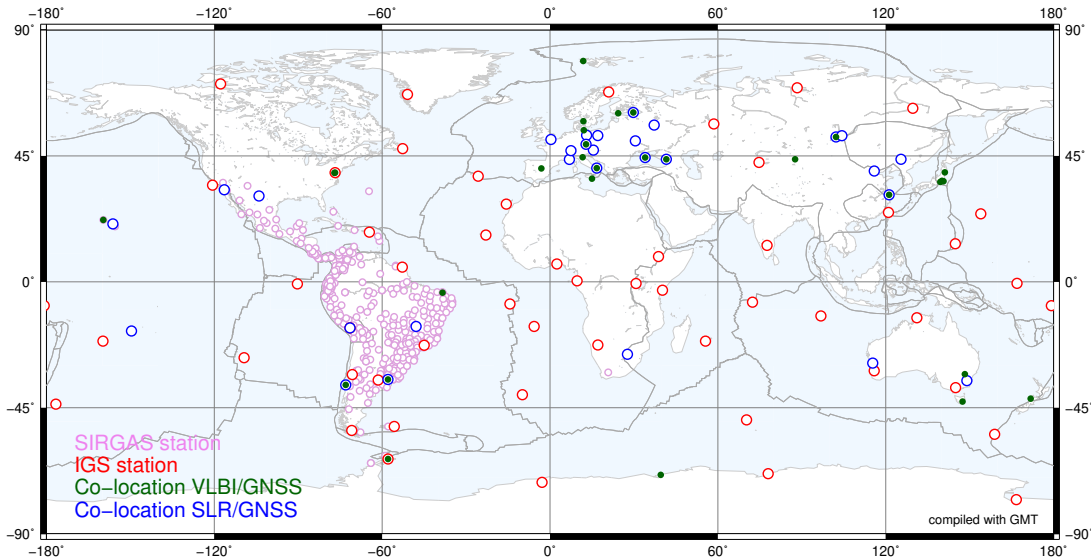 −180° −120° −60° 0° 60° 120° 180°
90° 90°
45° 45°
0° 0°
−45° −45°
SIRGAS station
IGS station
Co−location VLBI/GNSS
Co−location SLR/GNSS
compiled with GMT
−90° −90°
−180° −120° −60° 0° 60° 120° 180°